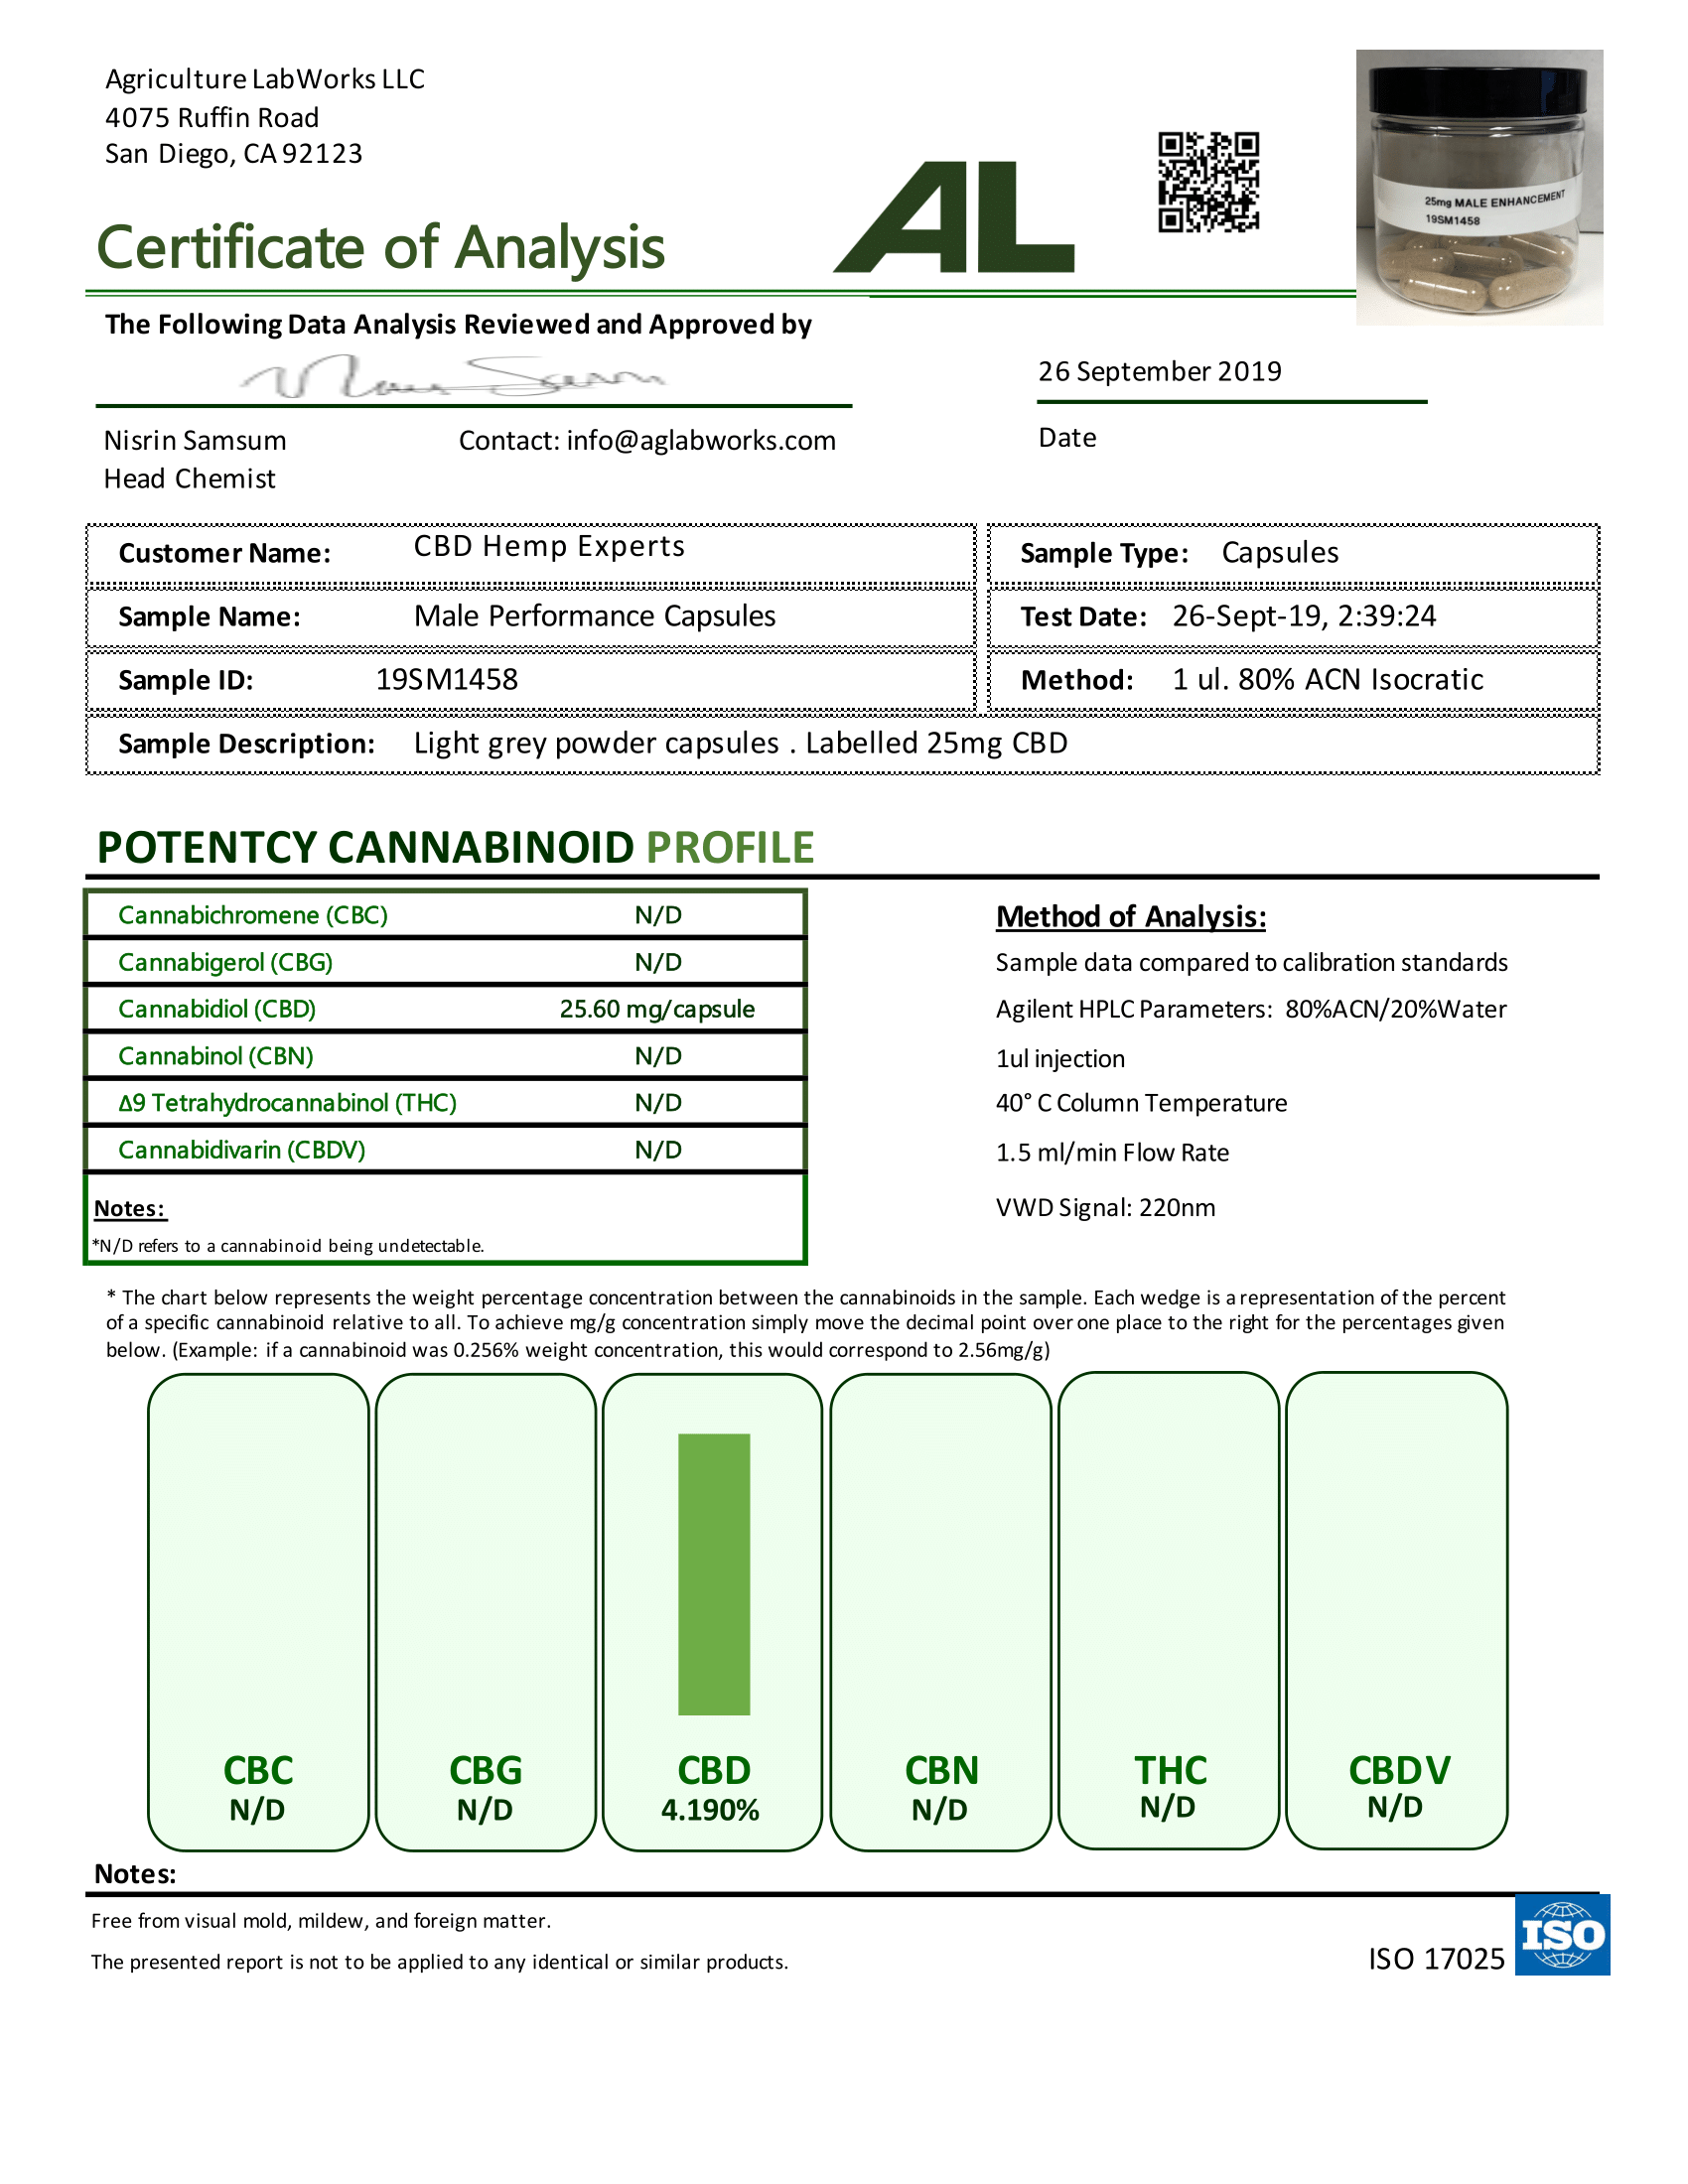 Agriculture LabWorks LLC
4075 Ruffin Road
San Diego, CA 92123
Certificate of Analysis
AL
25mg MALE ENHANCEMENT
19SM1458
The Following Data Analysis Reviewed and Approved by
26 September 2019
Nisrin Samsum
Contact: info@aglabworks.com
Date
Head Chemist
Customer Name: CBD Hemp Experts
Sample Type: Capsules
Sample Name: Male Performance Capsules
Test Date: 26-Sept-19, 2:39:24
Sample ID: 19SM1458
Method: 1 ul. 80% ACN Isocratic
Sample Description: Light grey powder capsules . Labelled 25mg CBD
POTENTCY CANNABINOID PROFILE
Cannabichromene (CBC) N/D
Cannabigerol (CBG) N/D
Cannabidiol (CBD) 25.60 mg/capsule
Cannabinol (CBN) N/D
Δ9 Tetrahydrocannabinol (THC) N/D
Cannabidivarin (CBDV) N/D
Notes:
*N/D refers to a cannabinoid being undetectable.
Method of Analysis:
Sample data compared to calibration standards
Agilent HPLC Parameters: 80%ACN/20%Water
1ul injection
40° C Column Temperature
1.5 ml/min Flow Rate
VWD Signal: 220nm
* The chart below represents the weight percentage concentration between the cannabinoids in the sample. Each wedge is a representation of the percent
of a specific cannabinoid relative to all. To achieve mg/g concentration simply move the decimal point over one place to the right for the percentages given
below. (Example: if a cannabinoid was 0.256% weight concentration, this would correspond to 2.56mg/g)
CBC CBG CBD CBN THC CBDV
N/D N/D 4.190% N/D N/D N/D
Notes:
Free from visual mold, mildew, and foreign matter.
The presented report is not to be applied to any identical or similar products.
ISO 17025
ISO